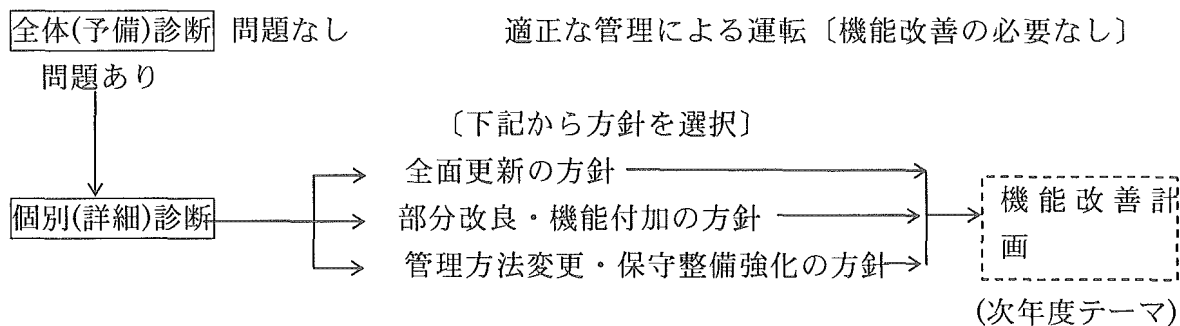 全体(予備)診断 問題なし 適正な管理による運転〔機能改善の必要なし〕
問題あり
〔下記から方針を選択〕
全面更新の方針
個別(詳細)診断 部分改良・機能付加の方針
機能改善計
画
管理方法変更・保守整備強化の方針
(次年度テーマ)